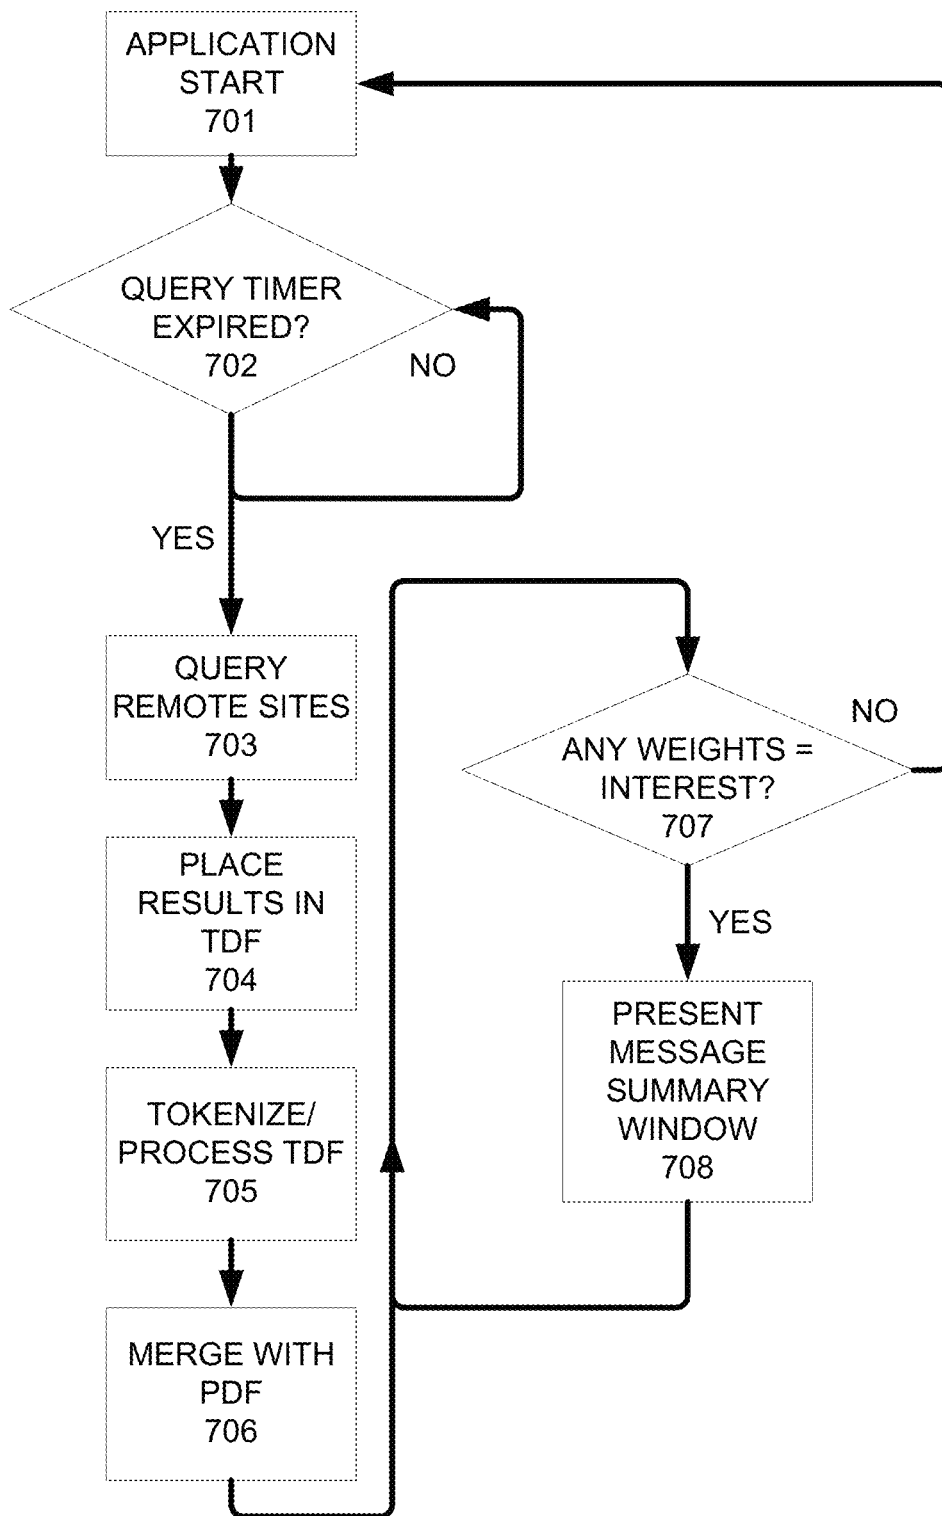 APPLICATION
START
701
QUERY TIMER
EXPIRED?
702
NO
YES
QUERY
REMOTE SITES
703
PLACE
RESULTS IN
TDF
704
TOKENIZE/
PROCESS TDF
705
MERGE WITH
PDF
706
ANY WEIGHTS =
INTEREST?
707
NO
YES
PRESENT
MESSAGE
SUMMARY
WINDOW
708